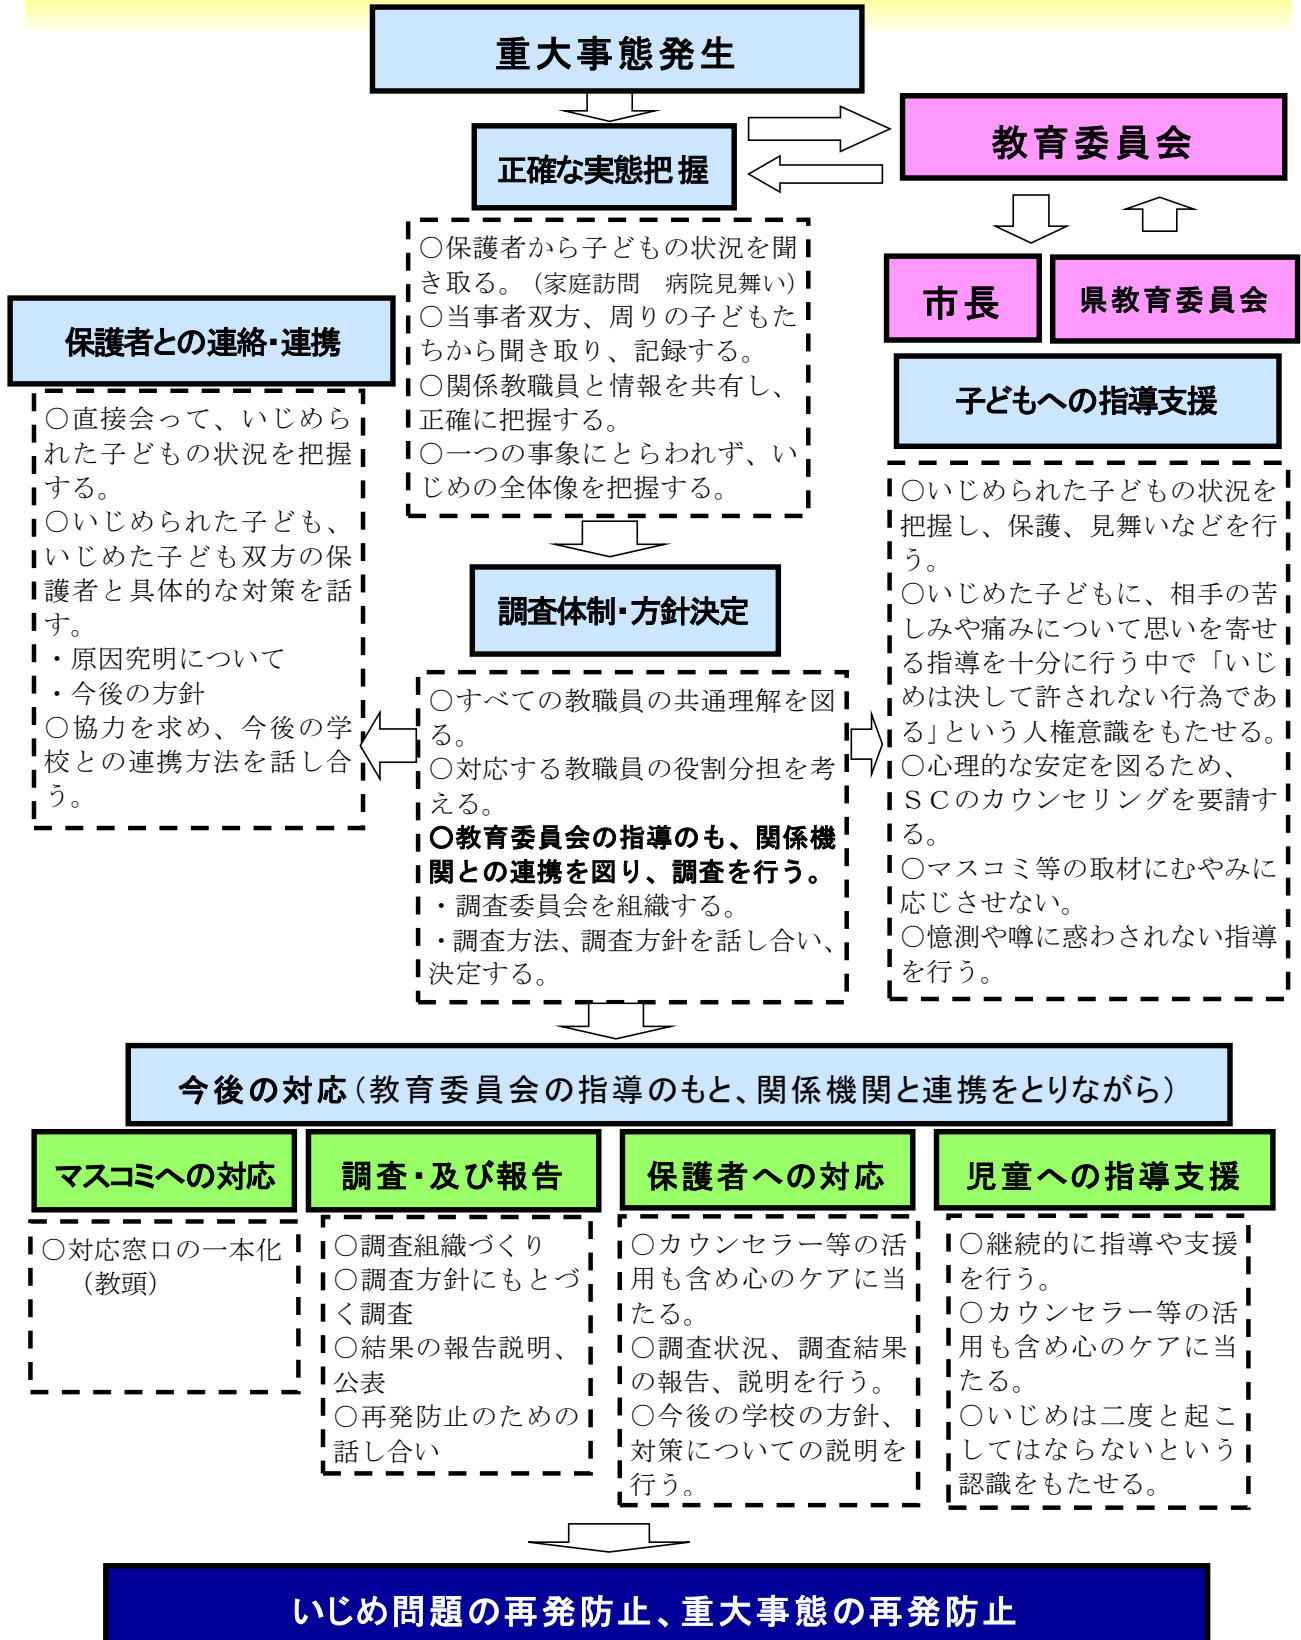 重大事態発生
正確な実態把握
教育委員会
○保護者から子どもの状況を聞
き取る。（家庭訪問　病院見舞い）
○当事者双方、周りの子どもた
ちから聞き取り、記録する。
○関係教職員と情報を共有し、
正確に把握する。
○一つの事象にとらわれず、い
じめの全体像を把握する。
市長
県教育委員会
保護者との連絡・連携
○直接会って、いじめら
れた子どもの状況を把握
する。
○いじめられた子ども、
いじめた子ども双方の保
護者と具体的な対策を話
す。
・原因究明について
・今後の方針
○協力を求め、今後の学
校との連携方法を話し合
う。
子どもへの指導支援
○いじめられた子どもの状況を
把握し、保護、見舞いなどを行
う。
○いじめた子どもに、相手の苦
しみや痛みについて思いを寄せ
る指導を十分に行う中で「いじ
めは決して許されない行為であ
る」という人権意識をもたせる。
○心理的な安定を図るため、
ＳＣのカウンセリングを要請す
る。
○マスコミ等の取材にむやみに
応じさせない。
○憶測や噂に惑わされない指導
を行う。
調査体制・方針決定
○すべての教職員の共通理解を図
る。
○対応する教職員の役割分担を考
える。
○教育委員会の指導のも、関係機
関との連携を図り、調査を行う。
・調査委員会を組織する。
・調査方法、調査方針を話し合い、
決定する。
今後の対応（教育委員会の指導のもと、関係機関と連携をとりながら）
マスコミへの対応
○対応窓口の一本化
（教頭）
調査・及び報告
○調査組織づくり
○調査方針にもとづ
く調査
○結果の報告説明、
公表
○再発防止のための
話し合い
保護者への対応
○カウンセラー等の活
用も含め心のケアに当
たる。
○調査状況、調査結果
の報告、説明を行う。
○今後の学校の方針、
対策についての説明を
行う。
児童への指導支援
○継続的に指導や支援
を行う。
○カウンセラー等の活
用も含め心のケアに当
たる。
○いじめは二度と起こ
してはならないという
認識をもたせる。
いじめ問題の再発防止、重大事態の再発防止